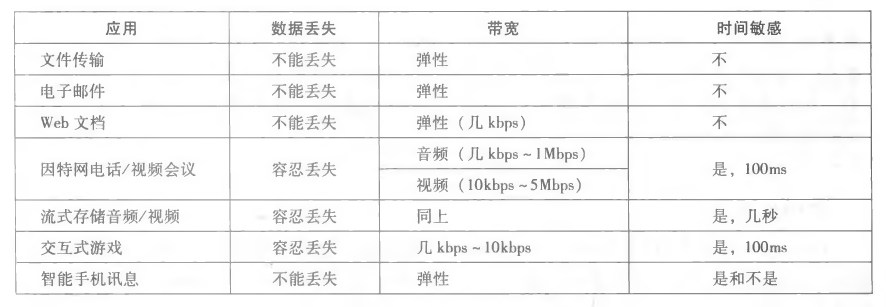 应用 数据丢失 带宽 时间敏感
文件传输 不能丢失 弹性 不
电子邮件 不能丢失 弹性 不
Web 文档 不能丢失 弹性（几 kbps） 不
因特网电话/视频会议 容忍丢失 音频（几 kbps ~ 1Mbps） 是，100ms
视频（10kbps ~ 5Mbps）
流式存储音频/视频 容忍丢失 同上 是，几秒
交互式游戏 容忍丢失 几 kbps ~ 10kbps 是，100ms
智能手机讯息 不能丢失 弹性 是和不是